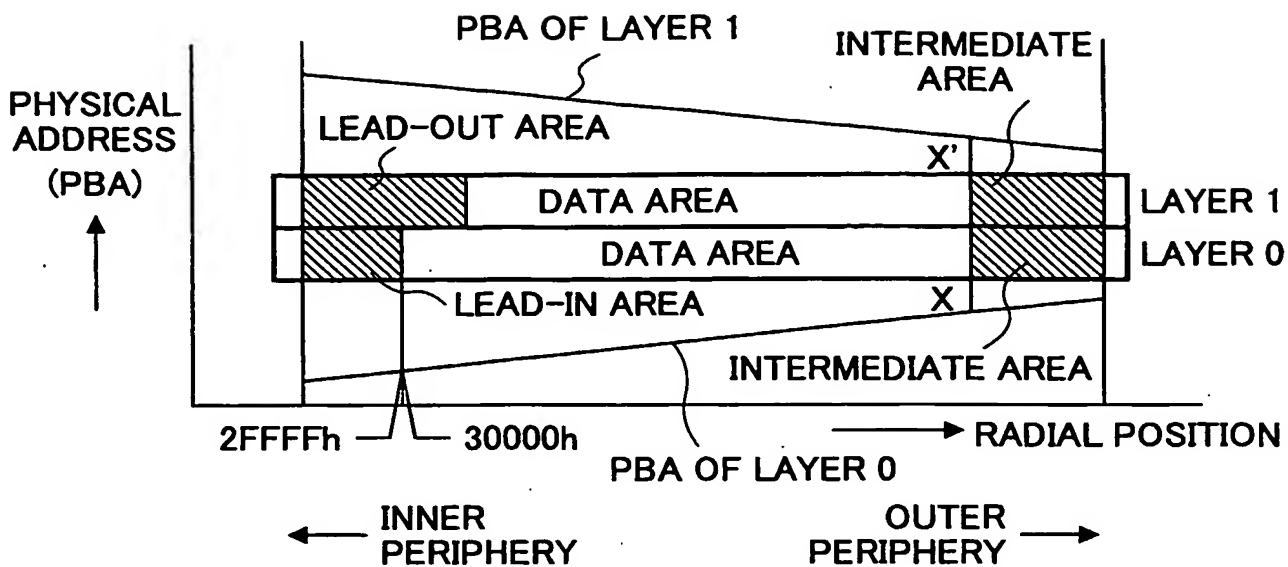 PBA OF LAYER 1
INTERMEDIATE
AREA
PHYSICAL
ADDRESS
(PBA)
LEAD-OUT AREA
X'
DATA AREA
LAYER 1
DATA AREA
LAYER 0
LEAD-IN AREA
X
INTERMEDIATE AREA
2FFFFh
30000h
RADIAL POSITION
PBA OF LAYER 0
INNER
PERIPHERY
OUTER
PERIPHERY